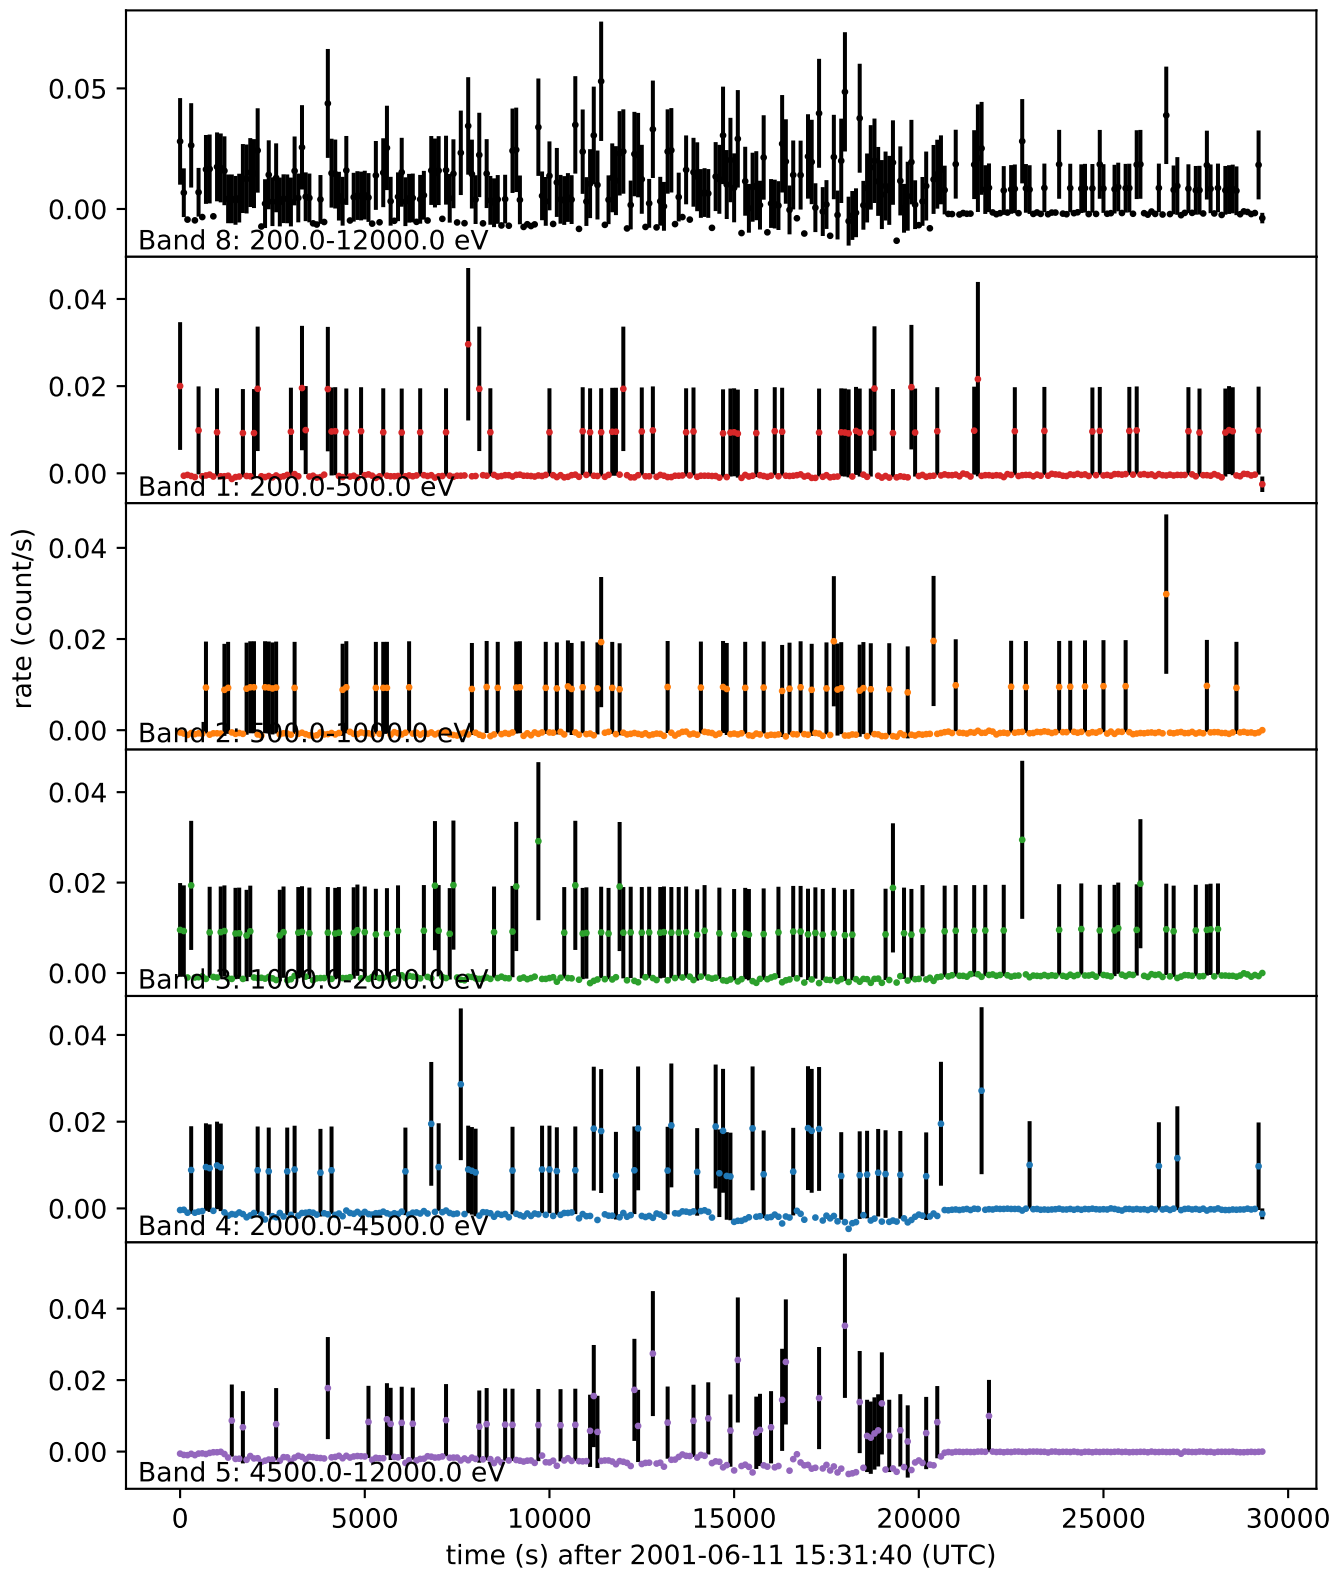 0.05
0.00
Band 8: 200.0-12000.0 eV
0.04
0.02
0.00
Band 1: 200.0-500.0 eV
rate (count/s)
0.04
0.02
0.00
Band 2: 500.0-1000.0 eV
0.04
0.02
0.00
Band 3: 1000.0-2000.0 eV
0.04
0.02
0.00
Band 4: 2000.0-4500.0 eV
0.04
0.02
0.00
Band 5: 4500.0-12000.0 eV
0 5000 10000 15000 20000 25000 30000
time (s) after 2001-06-11 15:31:40 (UTC)